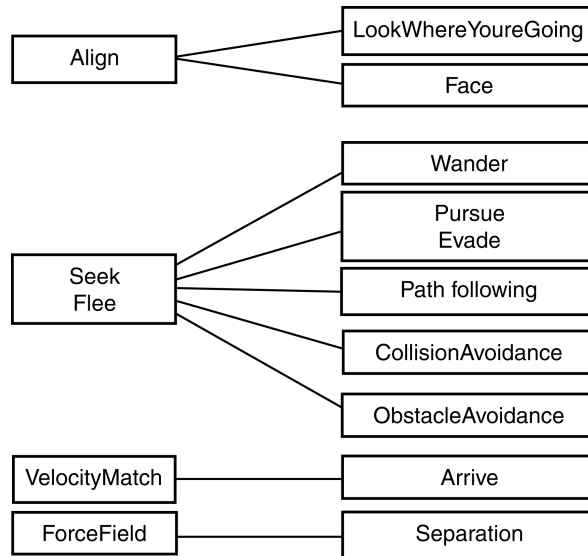 Align
LookWhereYoureGoing
Face
Seek
Flee
Wander
Pursue
Evade
Path following
CollisionAvoidance
ObstacleAvoidance
VelocityMatch
Arrive
ForceField
Separation